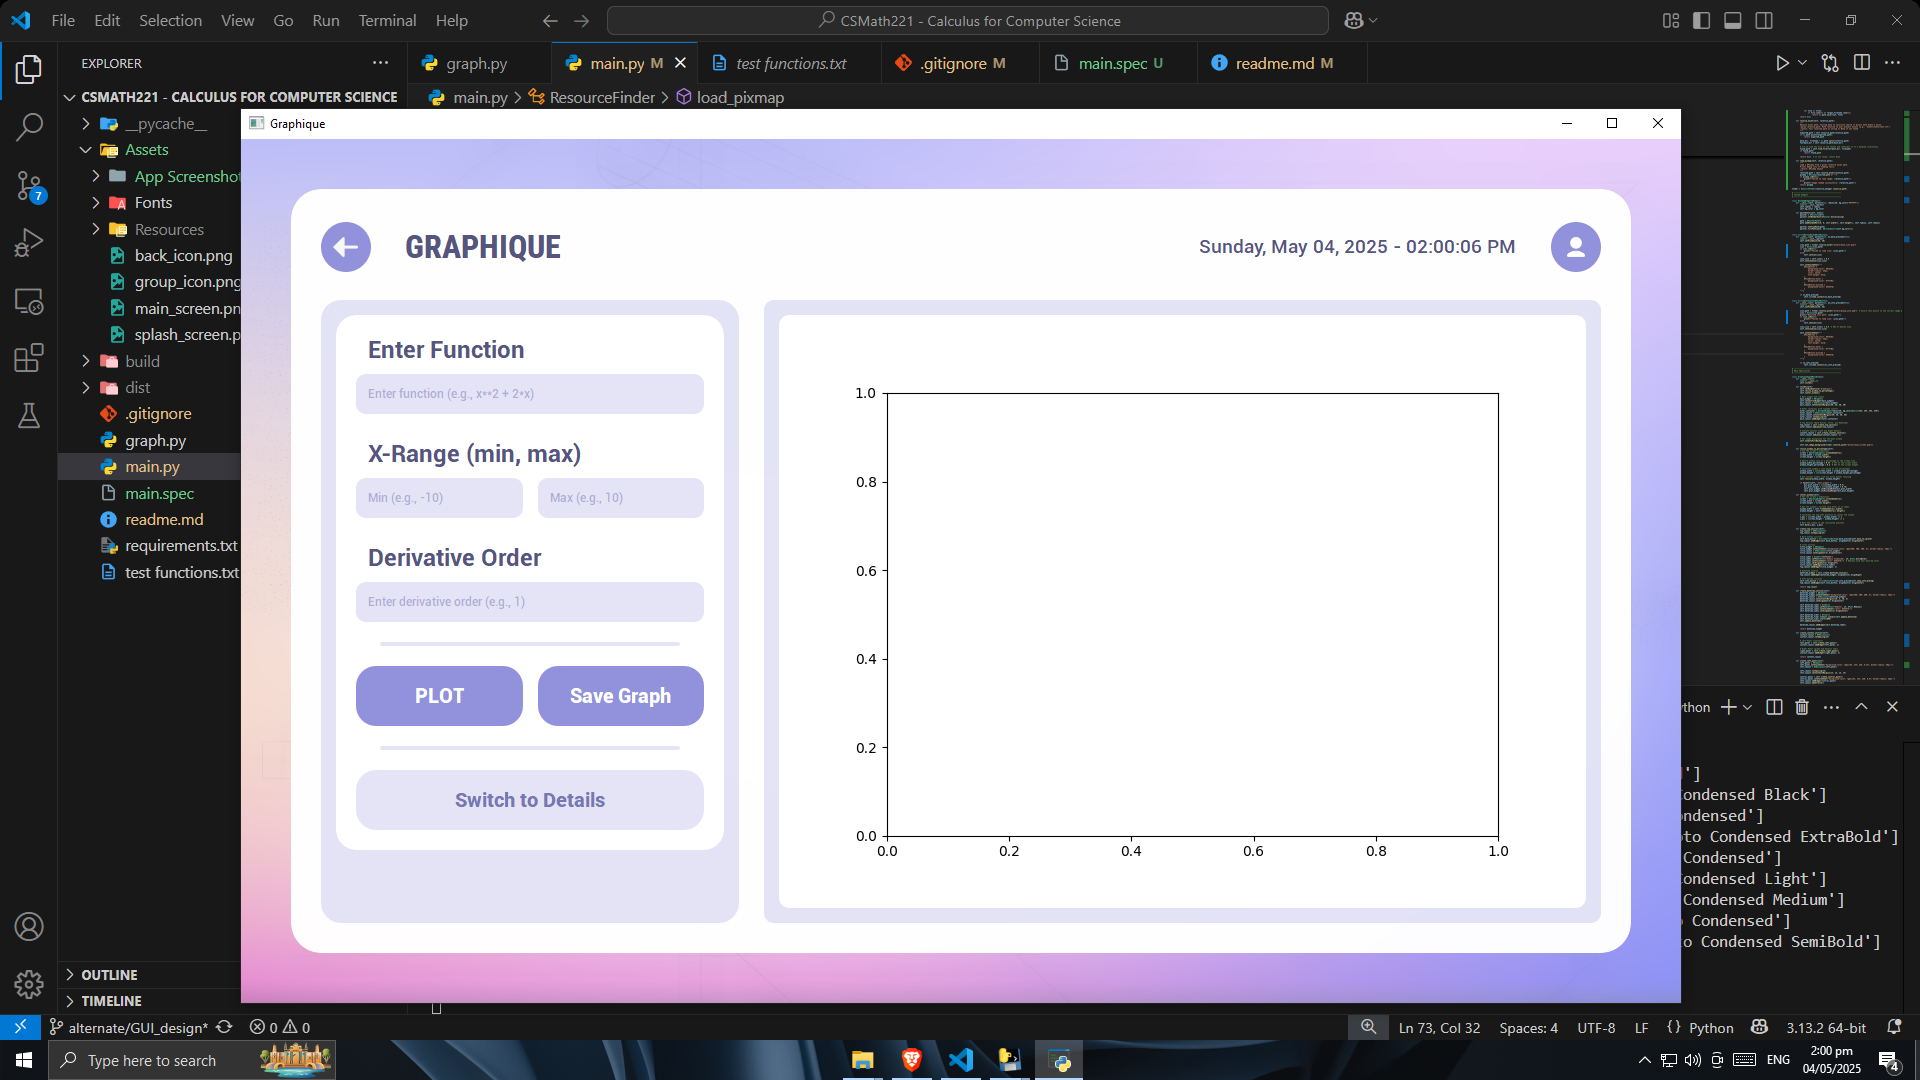 File Edit Selection View Go Run Terminal Help
CSMath221 - Calculus for Computer Science
EXPLORER
graph.py
main.py M
test functions.txt
.gitignore M
main.spec U
readme.md M
CSMATH221 - CALCULUS FOR COMPUTER SCIENCE
main.py > ResourceFinder > load_pixmap
__pycache__
Assets
App Screenshot
Fonts
Resources
back_icon.png
group_icon.png
main_screen.pn
splash_screen.p
build
dist
.gitignore
graph.py
main.py
main.spec
readme.md
requirements.txt
test functions.txt
OUTLINE
TIMELINE
7
Graphique
GRAPHIQUE
Sunday, May 04, 2025 - 02:00:06 PM
Enter Function
Enter function (e.g., x**2 + 2*x)
X-Range (min, max)
Min (e.g., -10)
Max (e.g., 10)
Derivative Order
Enter derivative order (e.g., 1)
PLOT
Save Graph
Switch to Details
1.0
0.8
0.6
0.4
0.2
0.0
0.0 0.2 0.4 0.6 0.8 1.0
ython
']
Condensed Black']
ondensed']
oto Condensed ExtraBold']
Condensed']
Condensed Light']
Condensed Medium']
Condensed']
o Condensed SemiBold']
alternate/GUI_design*
0
0
Ln 73, Col 32
Spaces: 4
UTF-8
LF
{} Python
3.13.2 64-bit
Type here to search
ENG
2:00 pm
04/05/2025
4